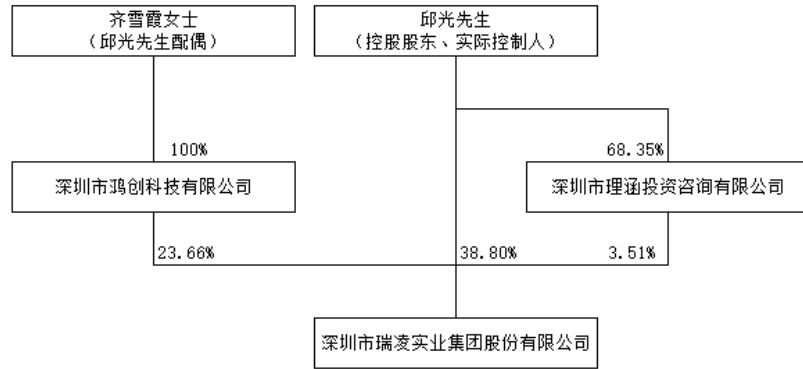 齐雪霞女士
（邱光先生配偶）
邱光先生
（控股股东、实际控制人）
100%
68.35%
深圳市鸿创科技有限公司
深圳市理涵投资咨询有限公司
23.66%
38.80%
3.51%
深圳市瑞凌实业集团股份有限公司